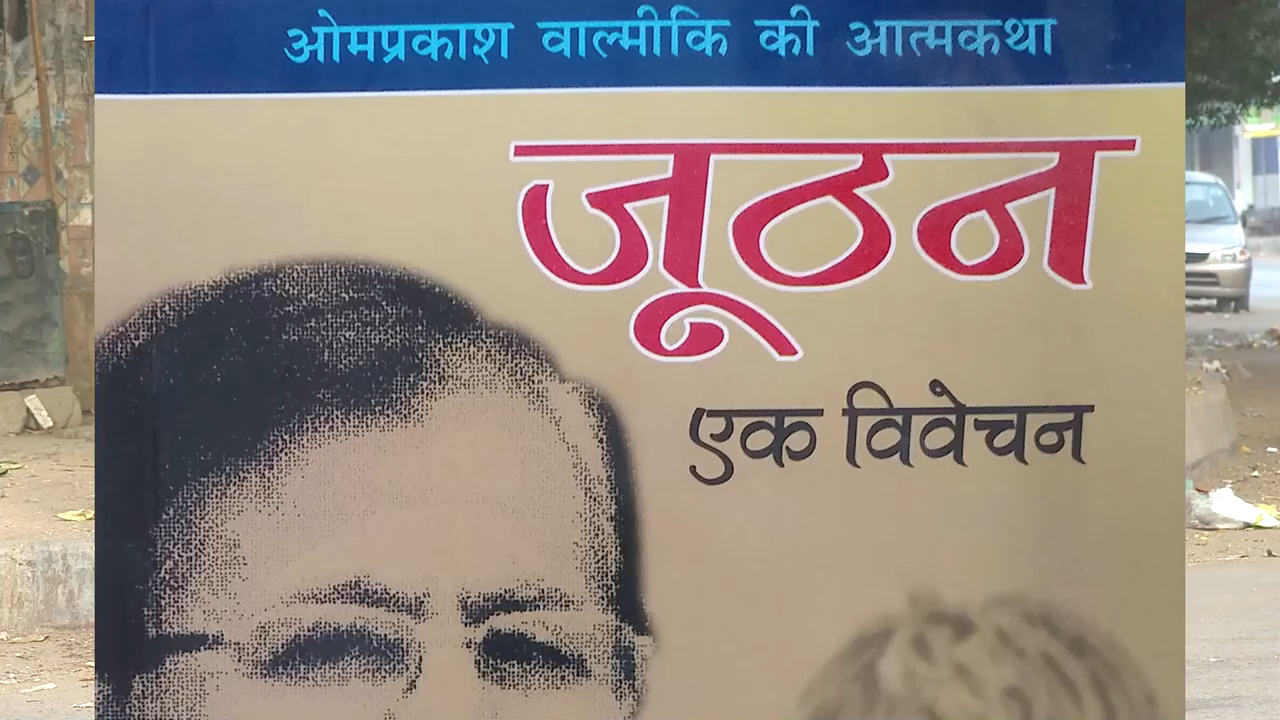 ओमप्रकाश वाल्मीकि की आत्मकथा
जूठन
एक विवेचन